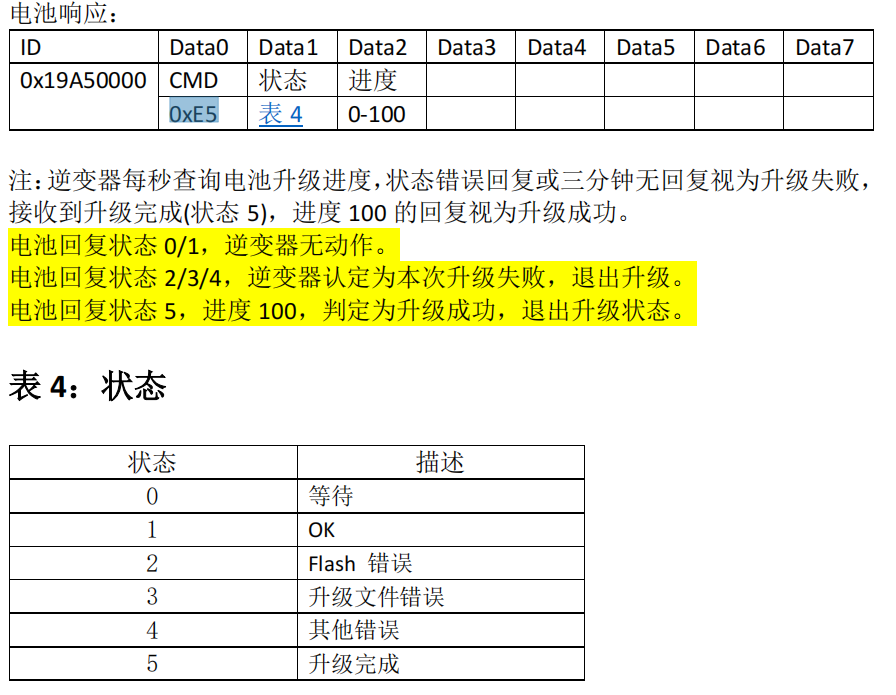 电池响应：
ID Data0 Data1 Data2 Data3 Data4 Data5 Data6 Data7
0x19A50000 CMD 状态 进度
0xE5 表 4 0-100
注：逆变器每秒查询电池升级进度，状态错误回复或三分钟无回复视为升级失败，
接收到升级完成(状态 5)，进度 100 的回复视为升级成功。
电池回复状态 0/1，逆变器无动作。
电池回复状态 2/3/4，逆变器认定为本次升级失败，退出升级。
电池回复状态 5，进度 100，判定为升级成功，退出升级状态。
表 4：状态
状态 描述
0 等待
1 OK
2 Flash 错误
3 升级文件错误
4 其他错误
5 升级完成